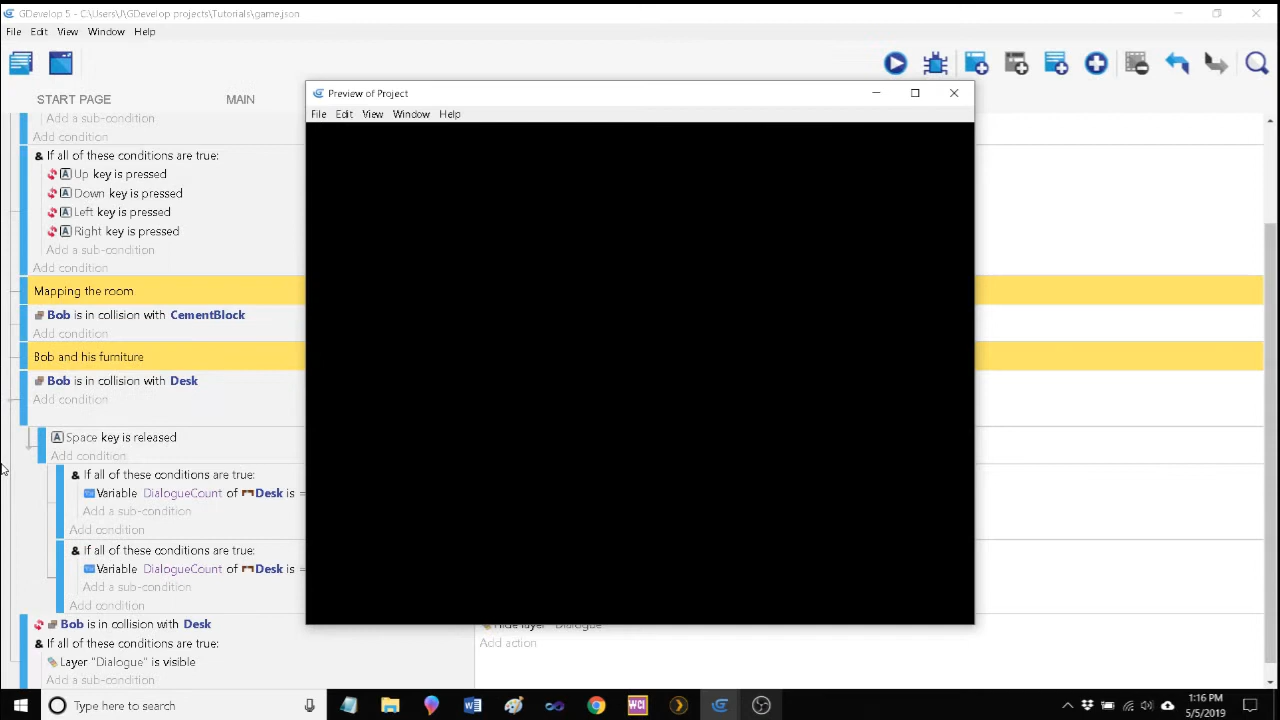 GDevelop 5 - C:\Users\J\GDevelop projects\Tutorials\game.json
File Edit View Window Help
START PAGE MAIN
Add a sub-condition
Add condition
& If all of these conditions are true:
A Up key is pressed
A Down key is pressed
A Left key is pressed
A Right key is pressed
Add a sub-condition
Add condition
Mapping the room
Bob is in collision with CementBlock
Add condition
Bob and his furniture
Bob is in collision with Desk
Add condition
A Space key is released
Add condition
& If all of these conditions are true:
Variable DialogueCount of Desk is =
Add a sub-condition
Add condition
& If all of these conditions are true:
Variable DialogueCount of Desk is =
Add a sub-condition
Add condition
Bob is in collision with Desk
& If all of these conditions are true:
Layer "Dialogue" is visible
Add a sub-condition
Preview of Project
File Edit View Window Help
Hide layer "Dialogue"
Add action
Type here to search
W
WCI
1:16 PM
5/5/2019